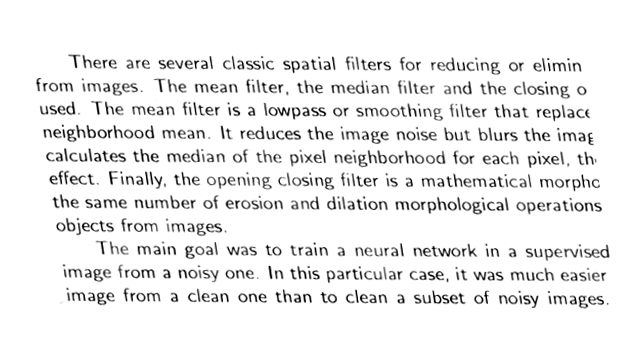 There are several classic spatial filters for reducing or elimin
from images. The mean filter, the median filter and the closing o
used. The mean filter is a lowpass or smoothing filter that replac
neighborhood mean. It reduces the image noise but blurs the imag
calculates the median of the pixel neighborhood for each pixel, th
effect. Finally, the opening closing filter is a mathematical morpho
the same number of erosion and dilation morphological operations
objects from images.
The main goal was to train a neural network in a supervised
image from a noisy one. In this particular case, it was much easier
image from a clean one than to clean a subset of noisy images.